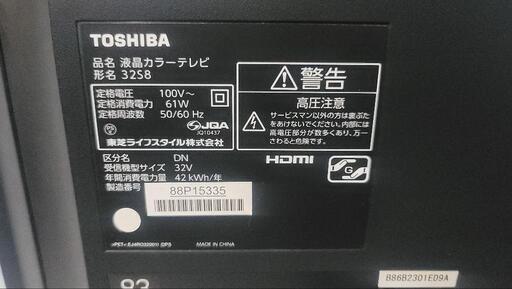 TOSHIBA
品名 液晶カラーテレビ
形名 32S8
定格電圧 100V～
定格消費電力 61W
定格周波数 50/60 Hz
JQA
JQ10437
東芝ライフスタイル株式会社
区分名 DN
受信機型サイズ 32V
年間消費電力量 42 kWh/年
製造番号
88P15335
MADE IN CHINA
警告
高圧注意
サービスマン以外の方は裏ぶた
をあけないでください。内部には
高電圧部分が数多くあり、万一
さわると危険です。
HDMI
G
B86B2301ED9A